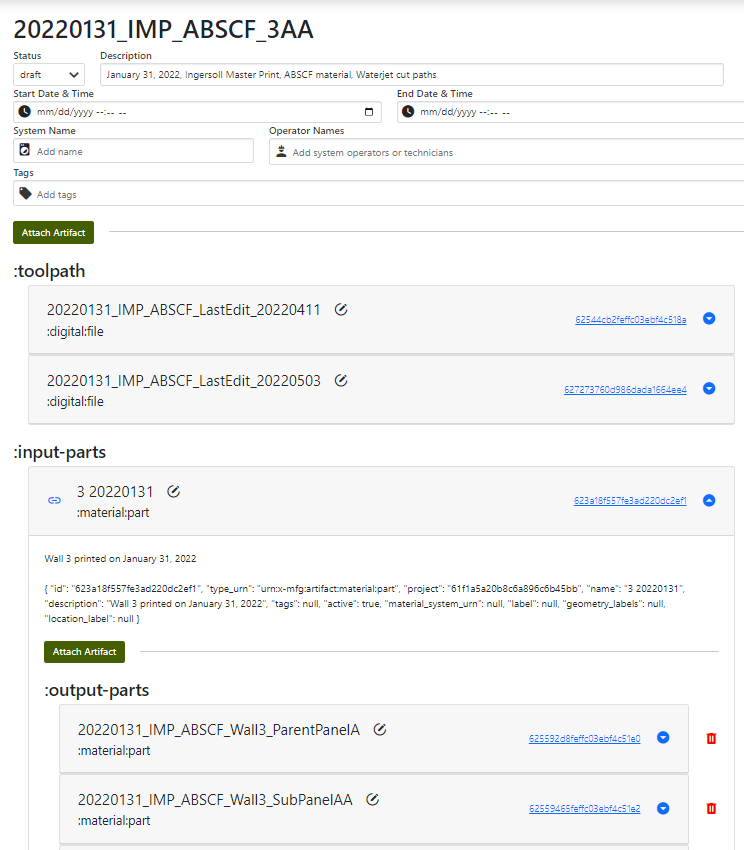 20220131_IMP_ABSCF_3AA
Status
Description
draft
January 31, 2022, Ingersoll Master Print, ABSCF material, Waterjet cut paths
Start Date & Time
End Date & Time
mm/dd/yyyy --:-- --
mm/dd/yyyy --:-- --
System Name
Operator Names
Add name
Add system operators or technicians
Tags
Add tags
Attach Artifact
:toolpath
20220131_IMP_ABSCF_LastEdit_20220411
62544cb2feffc03ebf4c518a
:digital:file
20220131_IMP_ABSCF_LastEdit_20220503
627273760d986dada1664ee4
:digital:file
:input-parts
3 20220131
623a18f557fe3ad220dc2ef1
:material:part
Wall 3 printed on January 31, 2022
{ "id": "623a18f557fe3ad220dc2ef1", "type_urn": "urn:x-mfg:artifact:material:part", "project": "61f1a5a20b8c6a896c6b45bb", "name": "3 20220131",
"description": "Wall 3 printed on January 31, 2022", "tags": null, "active": true, "material_system_urn": null, "label": null, "geometry_labels": null,
"location_label": null }
Attach Artifact
:output-parts
20220131_IMP_ABSCF_Wall3_ParentPanelA
625592d8feffc03ebf4c51e0
:material:part
20220131_IMP_ABSCF_Wall3_SubPanelAA
62559465feffc03ebf4c51e2
:material:part